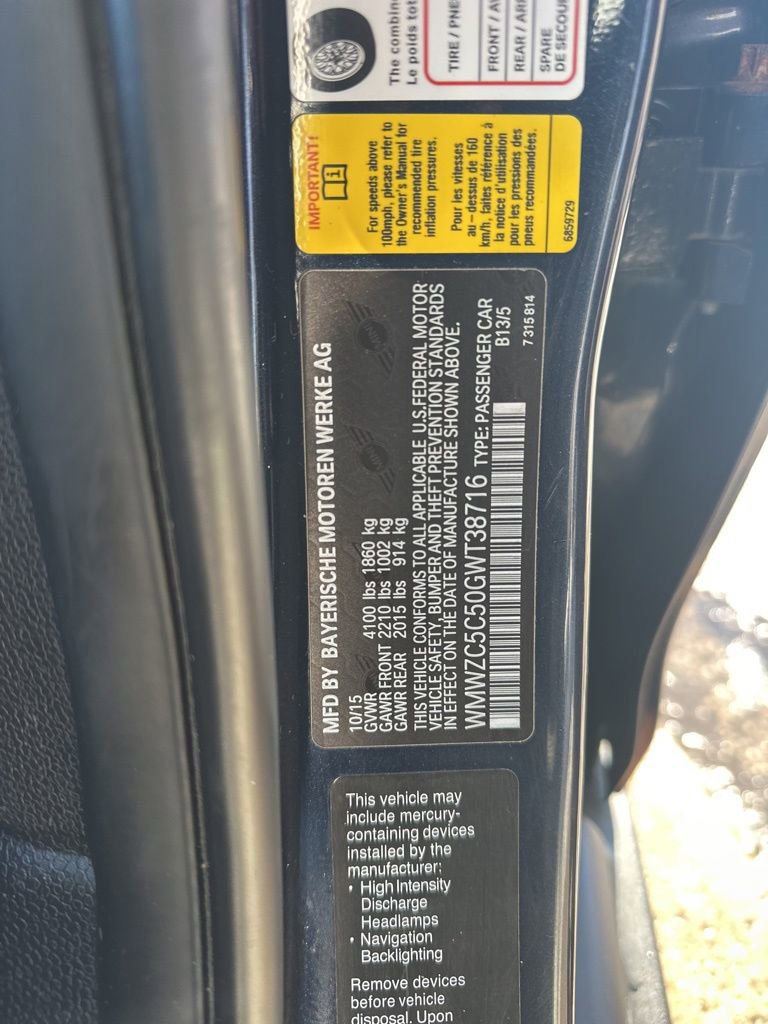 The combin
Le poids tot
TIRE / PNE
FRONT / A
REAR / AR
SPARE
DE SECOU
IMPORTANT!
For speeds above
100mph, please refer to
the Owner's Manual for
recommended tire
inflation pressures.
Pour les vitesses
au - dessus de 160
km/h, faites référence à
la notice d'utilisation
pour les pressions des
pneus recommandées.
6859729
MFD BY BAYERISCHE MOTOREN WERKE AG
10/15
GVWR 4100 lbs 1860 kg
GAWR FRONT 2210 lbs 1002 kg
GAWR REAR 2015 lbs 914 kg
THIS VEHICLE CONFORMS TO ALL APPLICABLE U.S.FEDERAL MOTOR
VEHICLE SAFETY, BUMPER AND THEFT PREVENTION STANDARDS
IN EFFECT ON THE DATE OF MANUFACTURE SHOWN ABOVE.
WMWZC5C50GWT38716 TYPE: PASSENGER CAR
B13/5
7 315 814
This vehicle may
include mercury-
containing devices
installed by the
manufacturer:
• High Intensity
Discharge
Headlamps
• Navigation
Backlighting
Remove devices
before vehicle
disposal. Upon